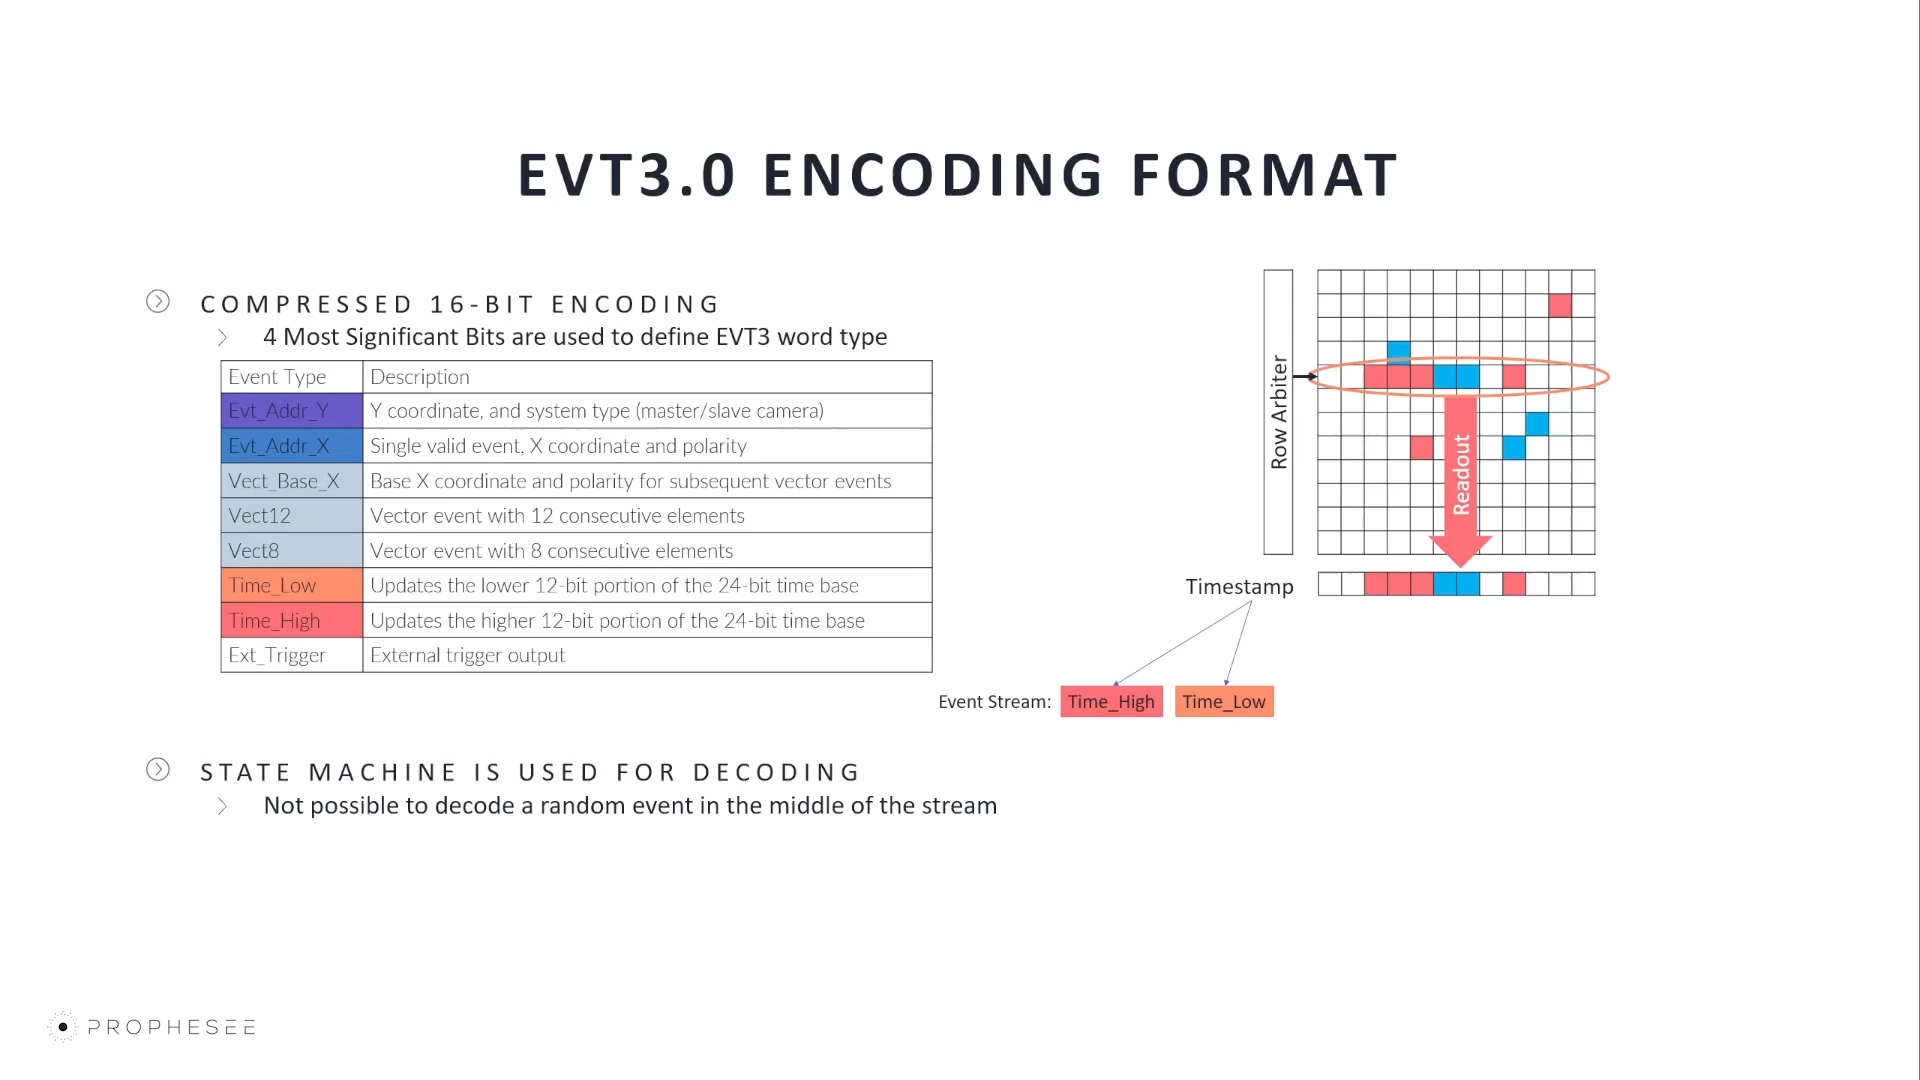 EVT3.0 ENCODING FORMAT
COMPRESSED 16-BIT ENCODING
4 Most Significant Bits are used to define EVT3 word type
Event Type Description
Evt_Addr_Y Y coordinate, and system type (master/slave camera)
Evt_Addr_X Single valid event, X coordinate and polarity
Vect_Base_X Base X coordinate and polarity for subsequent vector events
Vect12 Vector event with 12 consecutive elements
Vect8 Vector event with 8 consecutive elements
Time_Low Updates the lower 12-bit portion of the 24-bit time base
Time_High Updates the higher 12-bit portion of the 24-bit time base
Ext_Trigger External trigger output
Row Arbiter
Readout
Timestamp
Event Stream: Time_High Time_Low
STATE MACHINE IS USED FOR DECODING
Not possible to decode a random event in the middle of the stream
PROPHESEE